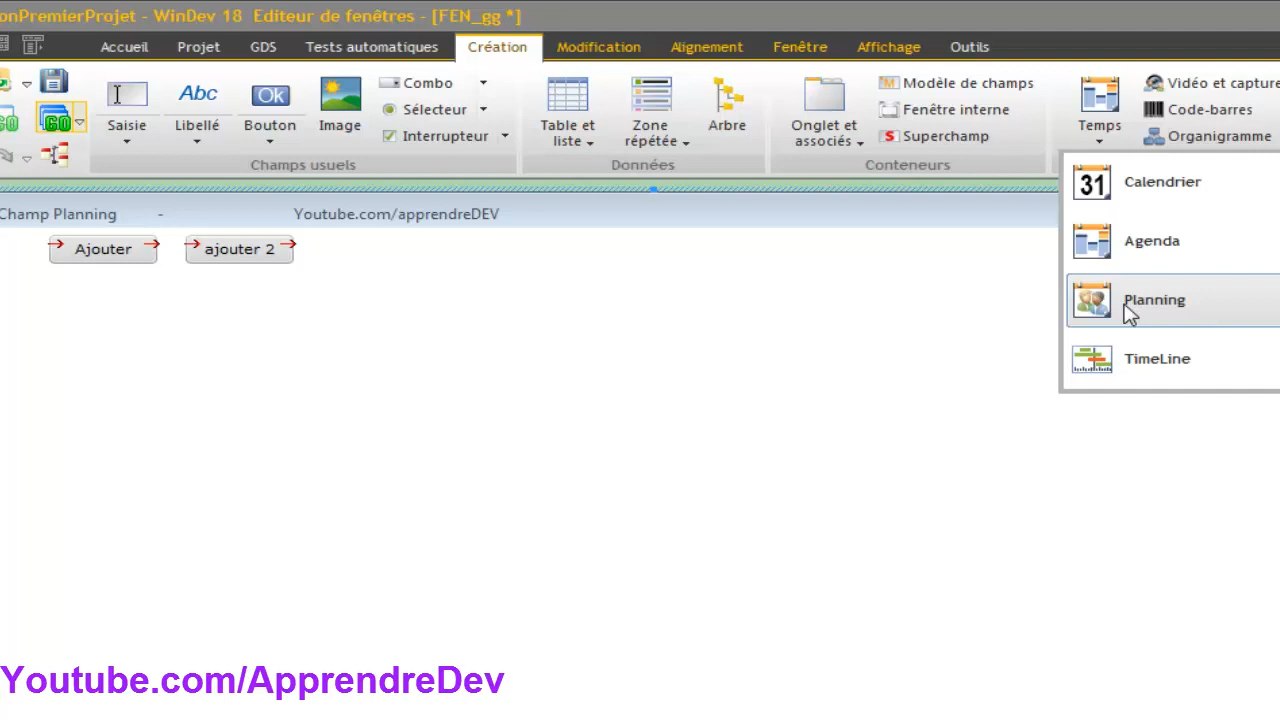 onPremierProjet - WinDev 18 Editeur de fenêtres - [FEN_gg *]
Accueil Projet GDS Tests automatiques Création Modification Alignement Fenêtre Affichage Outils
GO
GO
Saisie
Abc
Libellé
Ok
Bouton
Image
Combo
Sélecteur
Interrupteur
Champs usuels
Table et
liste
Zone
répétée
Arbre
Données
Onglet et
associés
M Modèle de champs
Fenêtre interne
S Superchamp
Conteneurs
Temps
Vidéo et capture
Code-barres
Organigramme
31 Calendrier
Agenda
Planning
TimeLine
Champ Planning - Youtube.com/apprendreDEV
Ajouter ajouter 2
Youtube.com/ApprendreDev